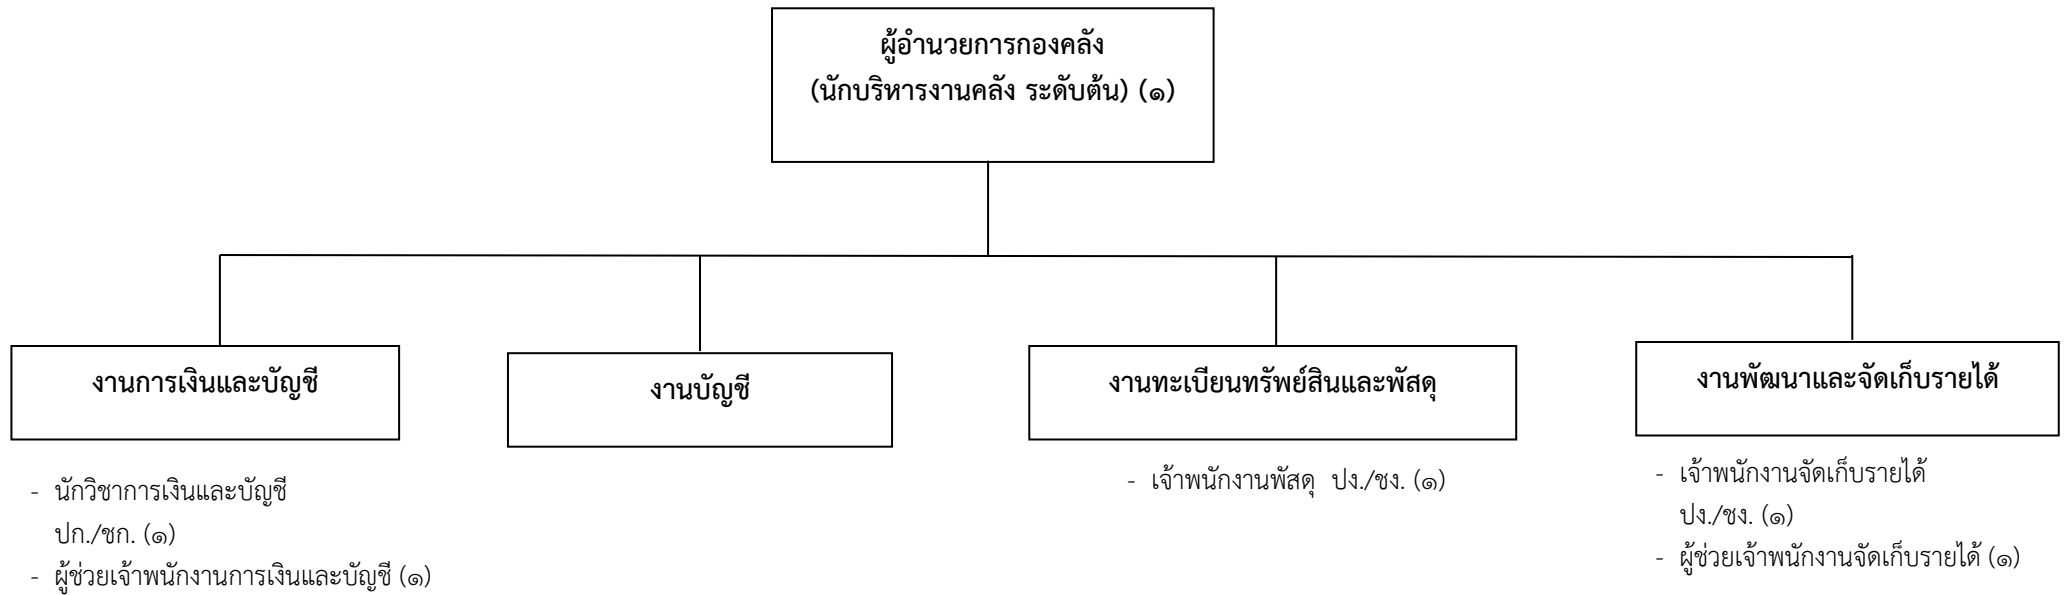 ผู้อำนวยการกองคลัง
(นักบริหารงานคลัง ระดับต้น) (๑)
งานการเงินและบัญชี
งานบัญชี
งานทะเบียนทรัพย์สินและพัสดุ
งานพัฒนาและจัดเก็บรายได้
- นักวิชาการเงินและบัญชี
ปก./ชก. (๑)
- ผู้ช่วยเจ้าพนักงานการเงินและบัญชี (๑)
- เจ้าพนักงานพัสดุ ปง./ชง. (๑)
- เจ้าพนักงานจัดเก็บรายได้
ปง./ชง. (๑)
- ผู้ช่วยเจ้าพนักงานจัดเก็บรายได้ (๑)